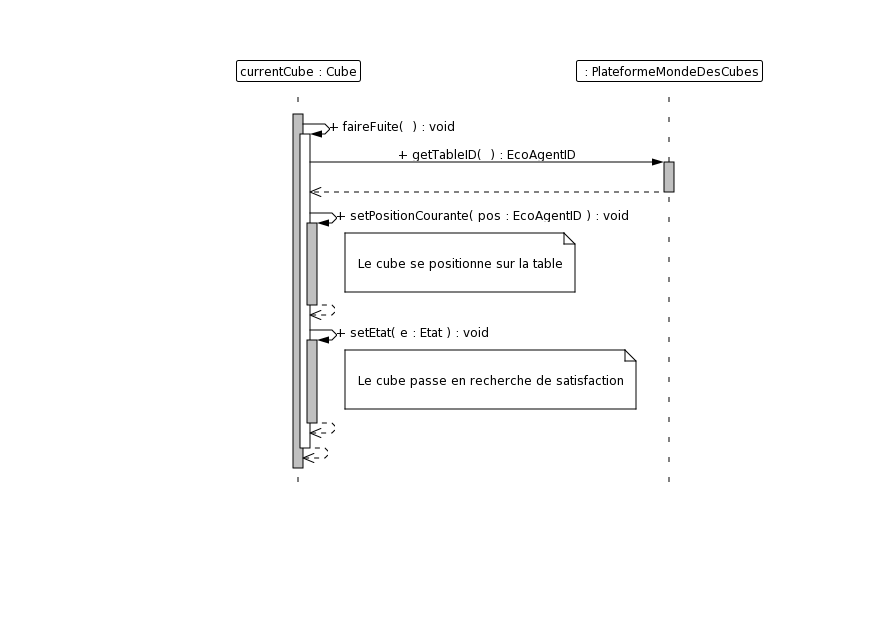 currentCube : Cube
: PlateformeMondeDesCubes
+ faireFuite(  ) : void
+ getTableID(  ) : EcoAgentID
+ setPositionCourante( pos : EcoAgentID ) : void
Le cube se positionne sur la table
+ setEtat( e : Etat ) : void
Le cube passe en recherche de satisfaction